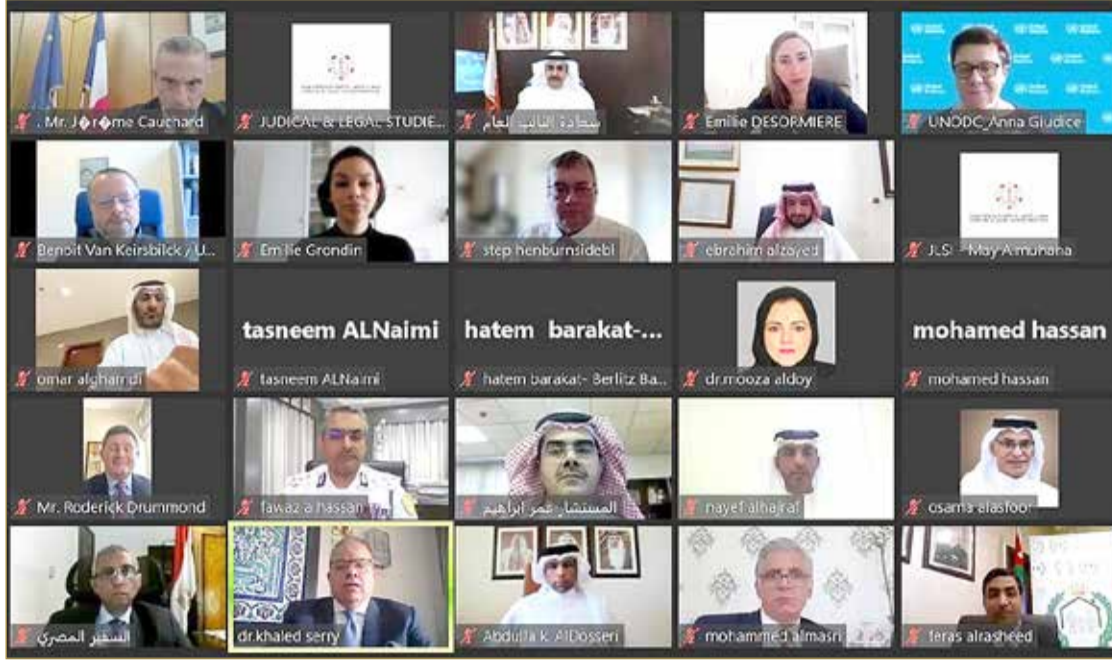 . Mr. J�r�me Cauchard
JUDICAL & LEGAL STUDIE...
سعادة النائب العام
Emilie DESORMIERE
UNODC_Anna Giudice
Benoit Van Keirsbilck / U...
Emilie Grondin
step henburnsidebi
ebrahim alzayed
JLSI - May Almuhana
omar alghamdi
tasneem ALNaimi
tasneem ALNaimi
hatem barakat-...
hatem barakat- Berlitz Ba...
dr.mooza aldoy
mohamed hassan
mohamed hassan
Mr. Roderick Drummond
fawaz a hassan
المستشار عمر ابراهيم
nayef alhajraf
osama alasfoor
السفير المصري
dr.khaled serry
Abdulla k. AlDosseri
mohammed almasri
feras alrasheed